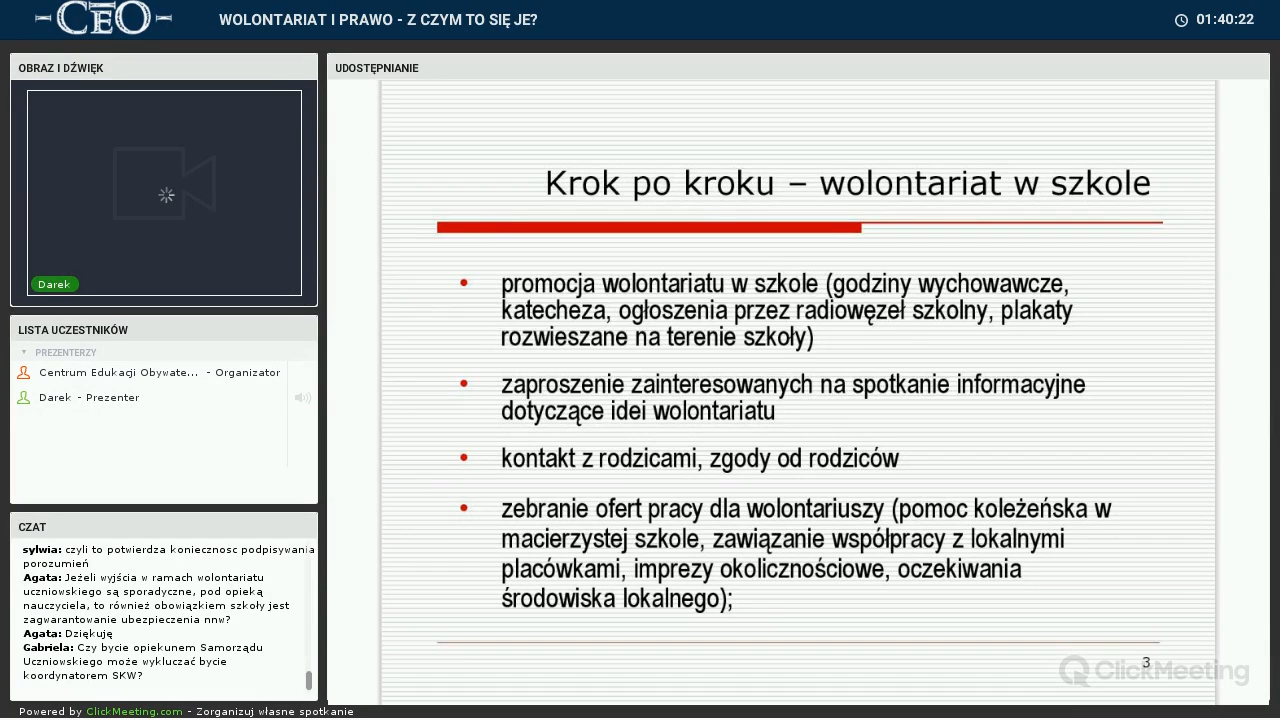 CEO
WOLONTARIAT I PRAWO - Z CZYM TO SIĘ JE?
01:40:22
OBRAZ I DŹWIĘK
Darek
LISTA UCZESTNIKÓW
PREZENTERZY
Centrum Edukacji Obywate... - Organizator
Darek - Prezenter
CZAT
sylwia: czyli to potwierdza koniecznosc podpisywania
porozumień
Agata: Jeżeli wyjścia w ramach wolontariatu
uczniowskiego są sporadyczne, pod opieką
nauczyciela, to również obowiązkiem szkoły jest
zagwarantowanie ubezpieczenia nnw?
Agata: Dziękuję
Gabriela: Czy bycie opiekunem Samorządu
Uczniowskiego może wykluczać bycie
koordynatorem SKW?
Powered by ClickMeeting.com - Zorganizuj własne spotkanie
UDOSTĘPNIANIE
Krok po kroku – wolontariat w szkole
• promocja wolontariatu w szkole (godziny wychowawcze,
katecheza, ogłoszenia przez radiowęzeł szkolny, plakaty
rozwieszane na terenie szkoły)
• zaproszenie zainteresowanych na spotkanie informacyjne
dotyczące idei wolontariatu
• kontakt z rodzicami, zgody od rodziców
• zebranie ofert pracy dla wolontariuszy (pomoc koleżeńska w
macierzystej szkole, zawiązanie współpracy z lokalnymi
placówkami, imprezy okolicznościowe, oczekiwania
środowiska lokalnego);
3
ClickMeeting